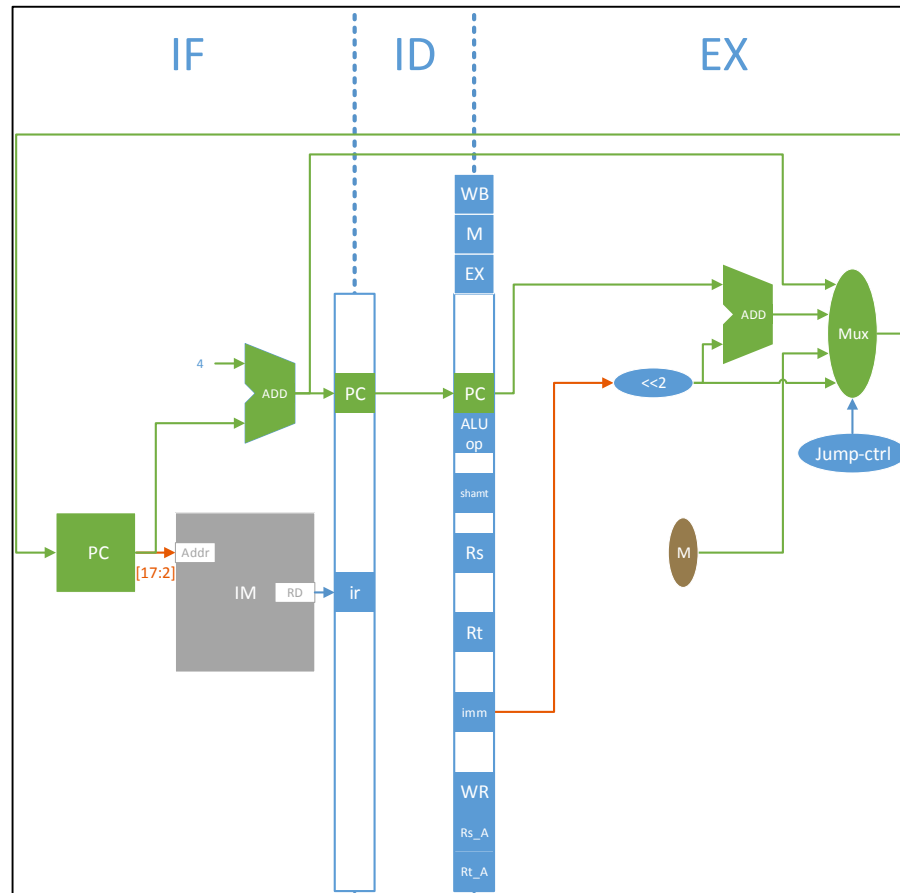 IF
ID
EX
WB
M
EX
4
ADD
PC
PC
ALU
op
shamt
Rs
Rt
imm
WR
Rs_A
Rt_A
ADD
Mux
<<2
Jump-ctrl
M
PC
[17:2]
Addr
IM
RD
ir